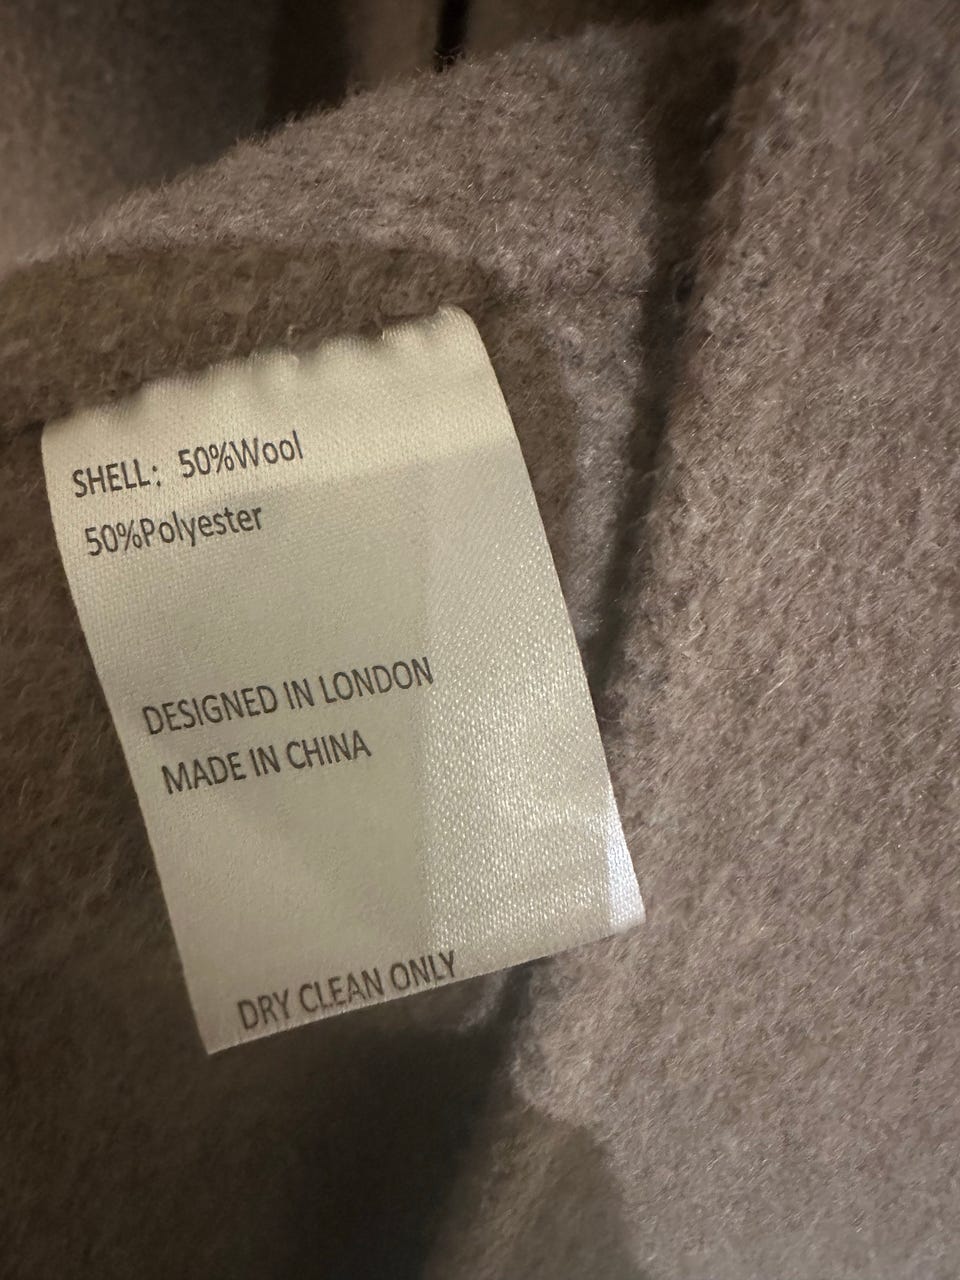 SHELL：50%Wool
50%Polyester
DESIGNED IN LONDON
MADE IN CHINA
DRY CLEAN ONLY